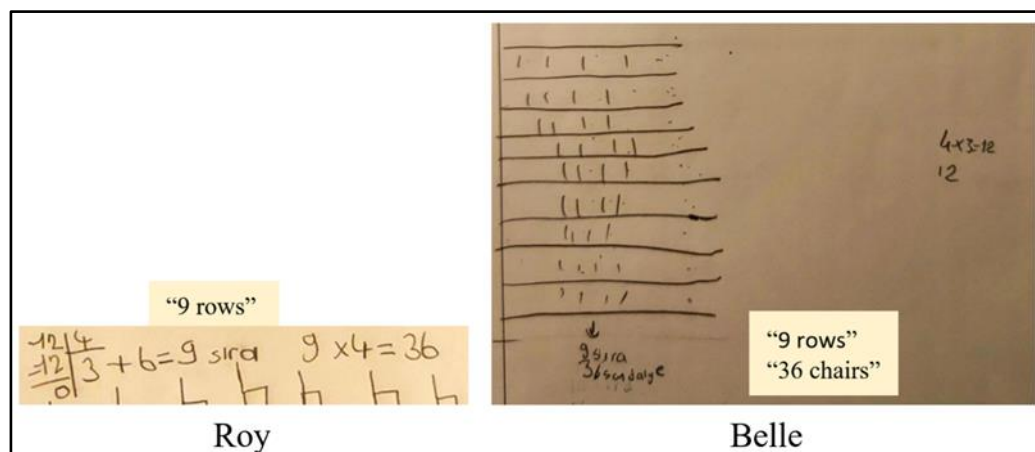 “9 rows”
-12|4
-12|3 + 6 = 9 sıra 9 x 4 = 36
0
Roy
4x3=12
12
9 sıra
36 sandalye
“9 rows”
“36 chairs”
Belle